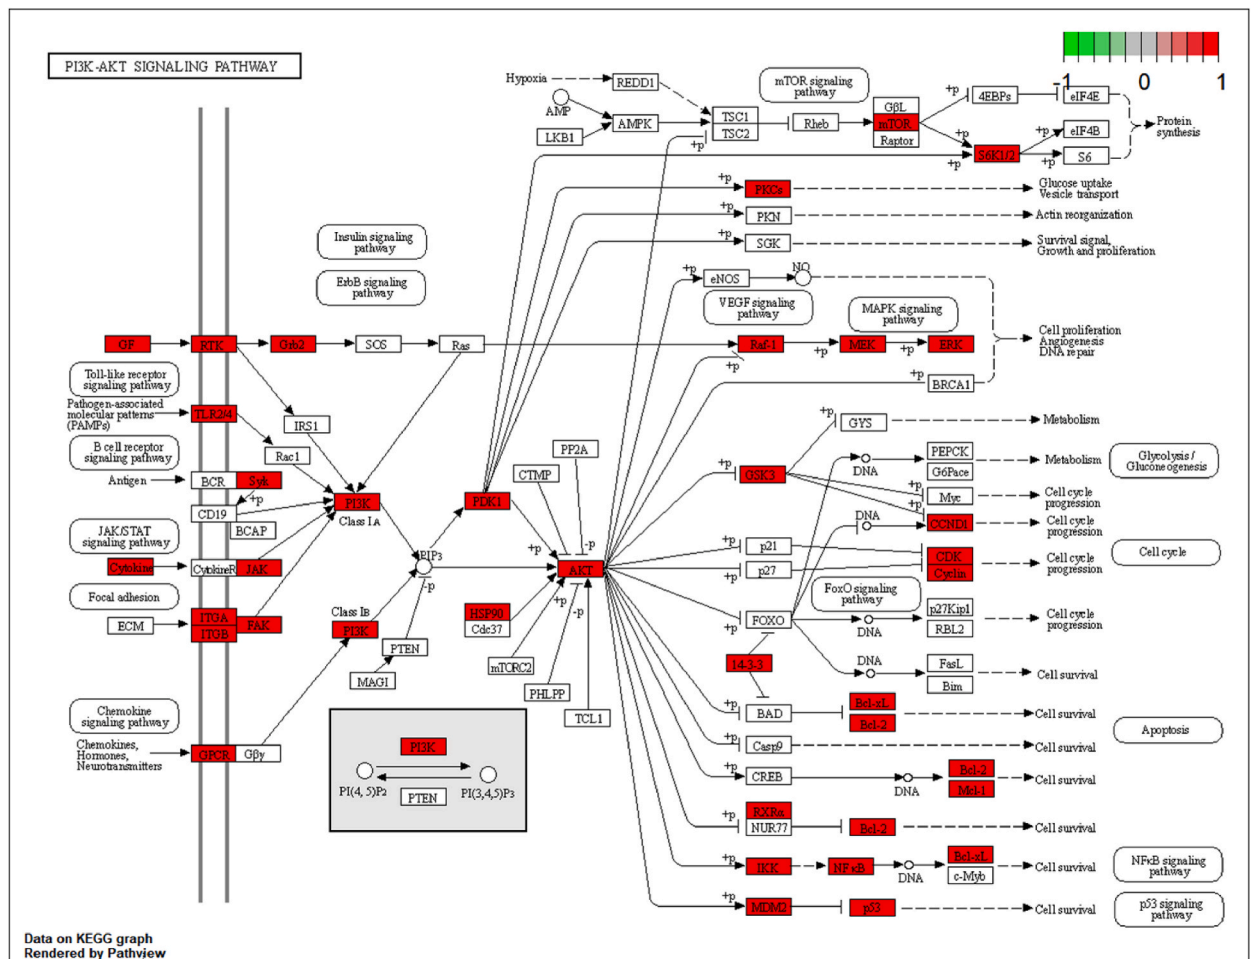 PI3K-AKT SIGNALING PATHWAY
-1 0 1
Hypoxia
REDD1
mTOR signaling
pathway
AMP
LKB1
AMPK
TSC1
TSC2
+p
Rheb
GβL
mTOR
Raptor
+p
4EBPs
eIF4E
+p
S6K1/2
+p
eIF4B
+p
S6
Protein
synthesis
+p
+p
PKCs
Glucose uptake
Vesicle transport
+p
PKN
Actin reorganization
+p
SGK
Survival signal,
Growth and proliferation
Insulin signaling
pathway
ErbB signaling
pathway
+p
eNOS
NO
VEGF signaling
pathway
MAPK signaling
pathway
GF
RTK
Grb2
SOS
Ras
Raf-1
+p
+p
MEK
+p
ERK
Cell proliferation
Angiogenesis
DNA repair
+p
BRCA1
Toll-like receptor
signaling pathway
Pathogen-associated
molecular patterns
(PAMPs)
TLR2/4
IRS1
Rac1
B cell receptor
signaling pathway
Antigen
BCR
Syk
+p
CD19
BCAP
PI3K
Class IA
PDK1
CTMP
PP2A
+p
GYS
Metabolism
+p
GSK3
DNA
PEPCK
G6Pace
Metabolism
Glycolysis /
Gluconeogenesis
+p
Myc
Cell cycle
progression
+p
DNA
CCND1
Cell cycle
progression
JAK/STAT
signaling pathway
Cytokine
CytokineR
JAK
PIP3
-p
+p
-p
AKT
+p
-p
+p
p21
+p
p27
CDK
Cyclin
Cell cycle
progression
Cell cycle
Focal adhesion
ECM
ITGA
ITGB
FAK
Class IB
PI3K
PTEN
MAGI
HSP90
Cdc37
mTORC2
PHLPP
TCL1
FoxO signaling
pathway
+p
FOXO
DNA
p27Kip1
RBL2
Cell cycle
progression
14-3-3
DNA
FasL
Bim
Cell survival
Chemokine
signaling pathway
Chemokines,
Hormones,
Neurotransmitters
GPCR
Gβγ
PI3K
PI(4, 5)P2
PTEN
PI(3,4,5)P3
+p
BAD
Bcl-xL
Bcl-2
Cell survival
Apoptosis
+p
Casp9
Cell survival
+p
CREB
DNA
Bcl-2
Mcl-1
Cell survival
+p
RXRα
NUR77
Bcl-2
Cell survival
+p
IKK
NFκB
DNA
Bcl-xL
c-Myb
Cell survival
NFκB signaling
pathway
+p
MDM2
p53
Cell survival
p53 signaling
pathway
Data on KEGG graph
Rendered by Pathview